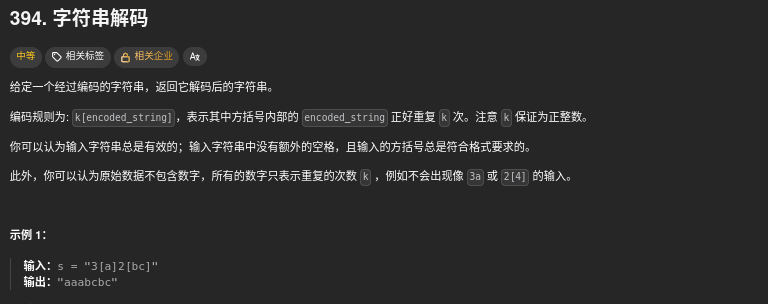 394. 字符串解码
中等 相关标签 相关企业 Aあ
给定一个经过编码的字符串，返回它解码后的字符串。
编码规则为: k[encoded_string]，表示其中方括号内部的 encoded_string 正好重复 k 次。注意 k 保证为正整数。
你可以认为输入字符串总是有效的；输入字符串中没有额外的空格，且输入的方括号总是符合格式要求的。
此外，你可以认为原始数据不包含数字，所有的数字只表示重复的次数 k ，例如不会出现像 3a 或 2[4] 的输入。
示例 1：
输入：s = "3[a]2[bc]"
输出："aaabcbc"